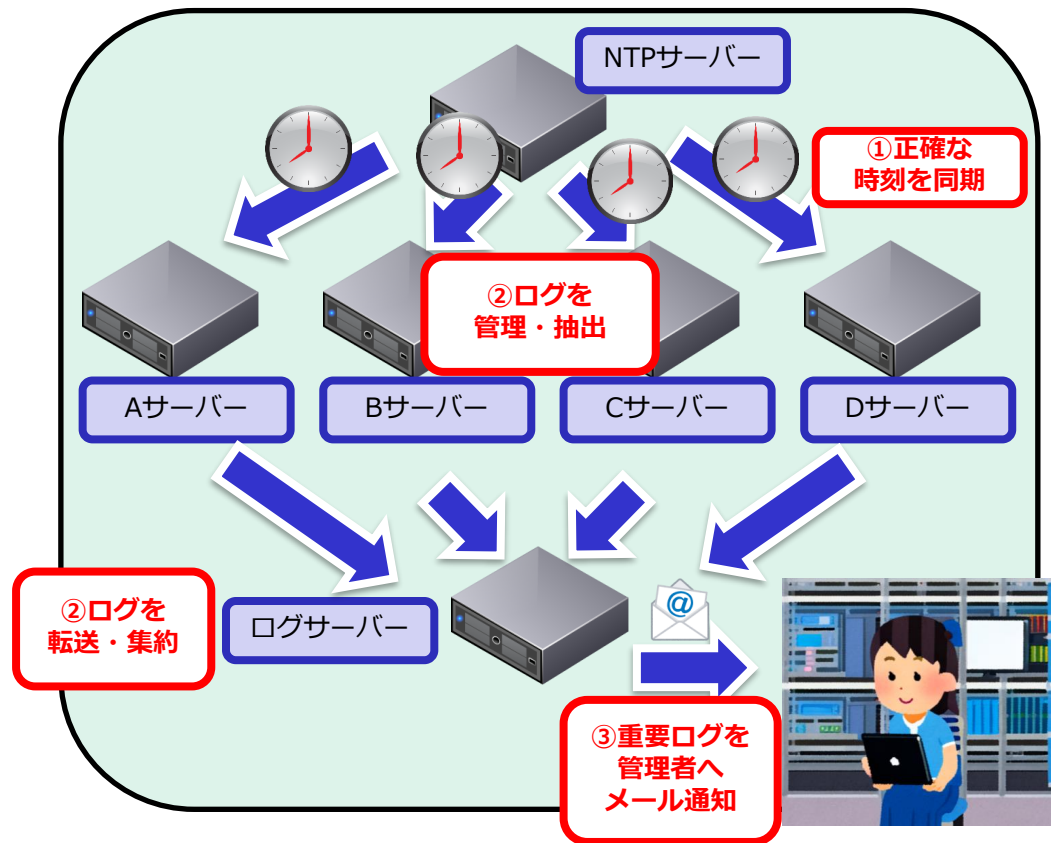 NTPサーバー
①正確な
時刻を同期
②ログを
管理・抽出
Aサーバー
Bサーバー
Cサーバー
Dサーバー
②ログを
転送・集約
ログサーバー
@
③重要ログを
管理者へ
メール通知